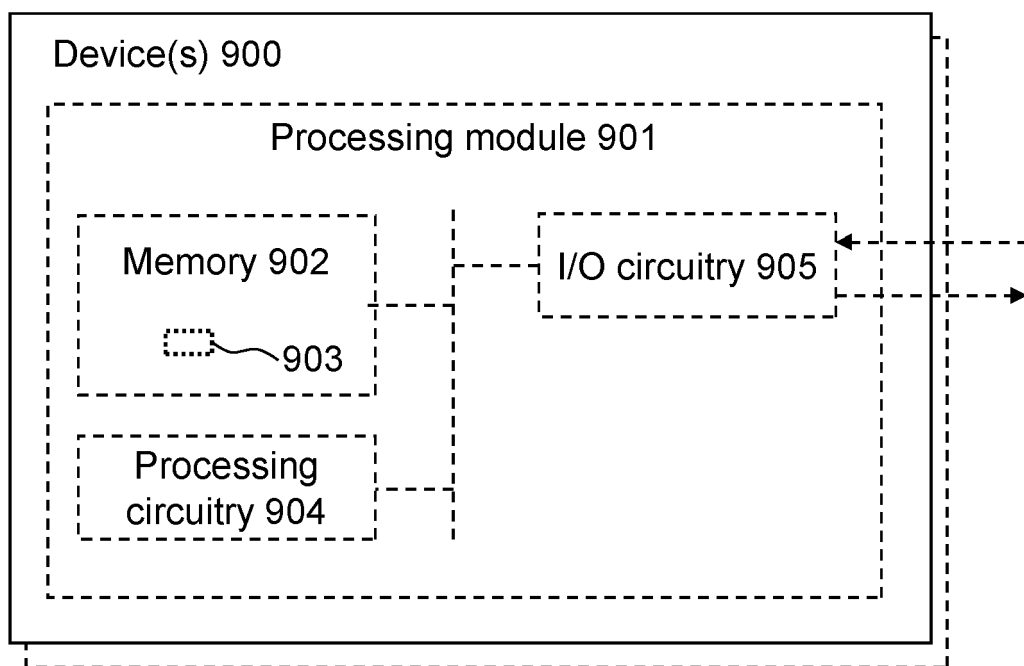 Device(s) 900
Processing module 901
Memory 902
I/O circuitry 905
903
Processing
circuitry 904